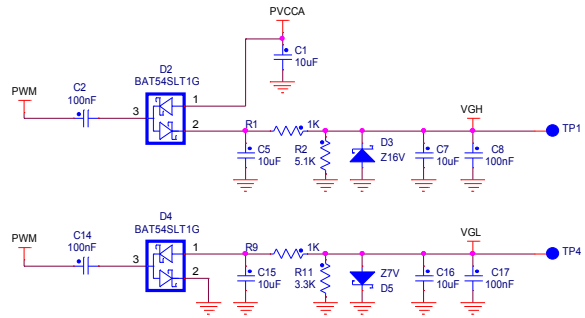 PVCCA
C1
10uF
D2
BAT54SLT1G
C2
100nF
PWM
3
1
2
R1
1K
C5
10uF
R2
5.1K
D3
Z16V
C7
10uF
C8
100nF
VGH
TP1
D4
BAT54SLT1G
C14
100nF
PWM
3
1
2
R9
1K
C15
10uF
R11
3.3K
Z7V
D5
C16
10uF
C17
100nF
VGL
TP4